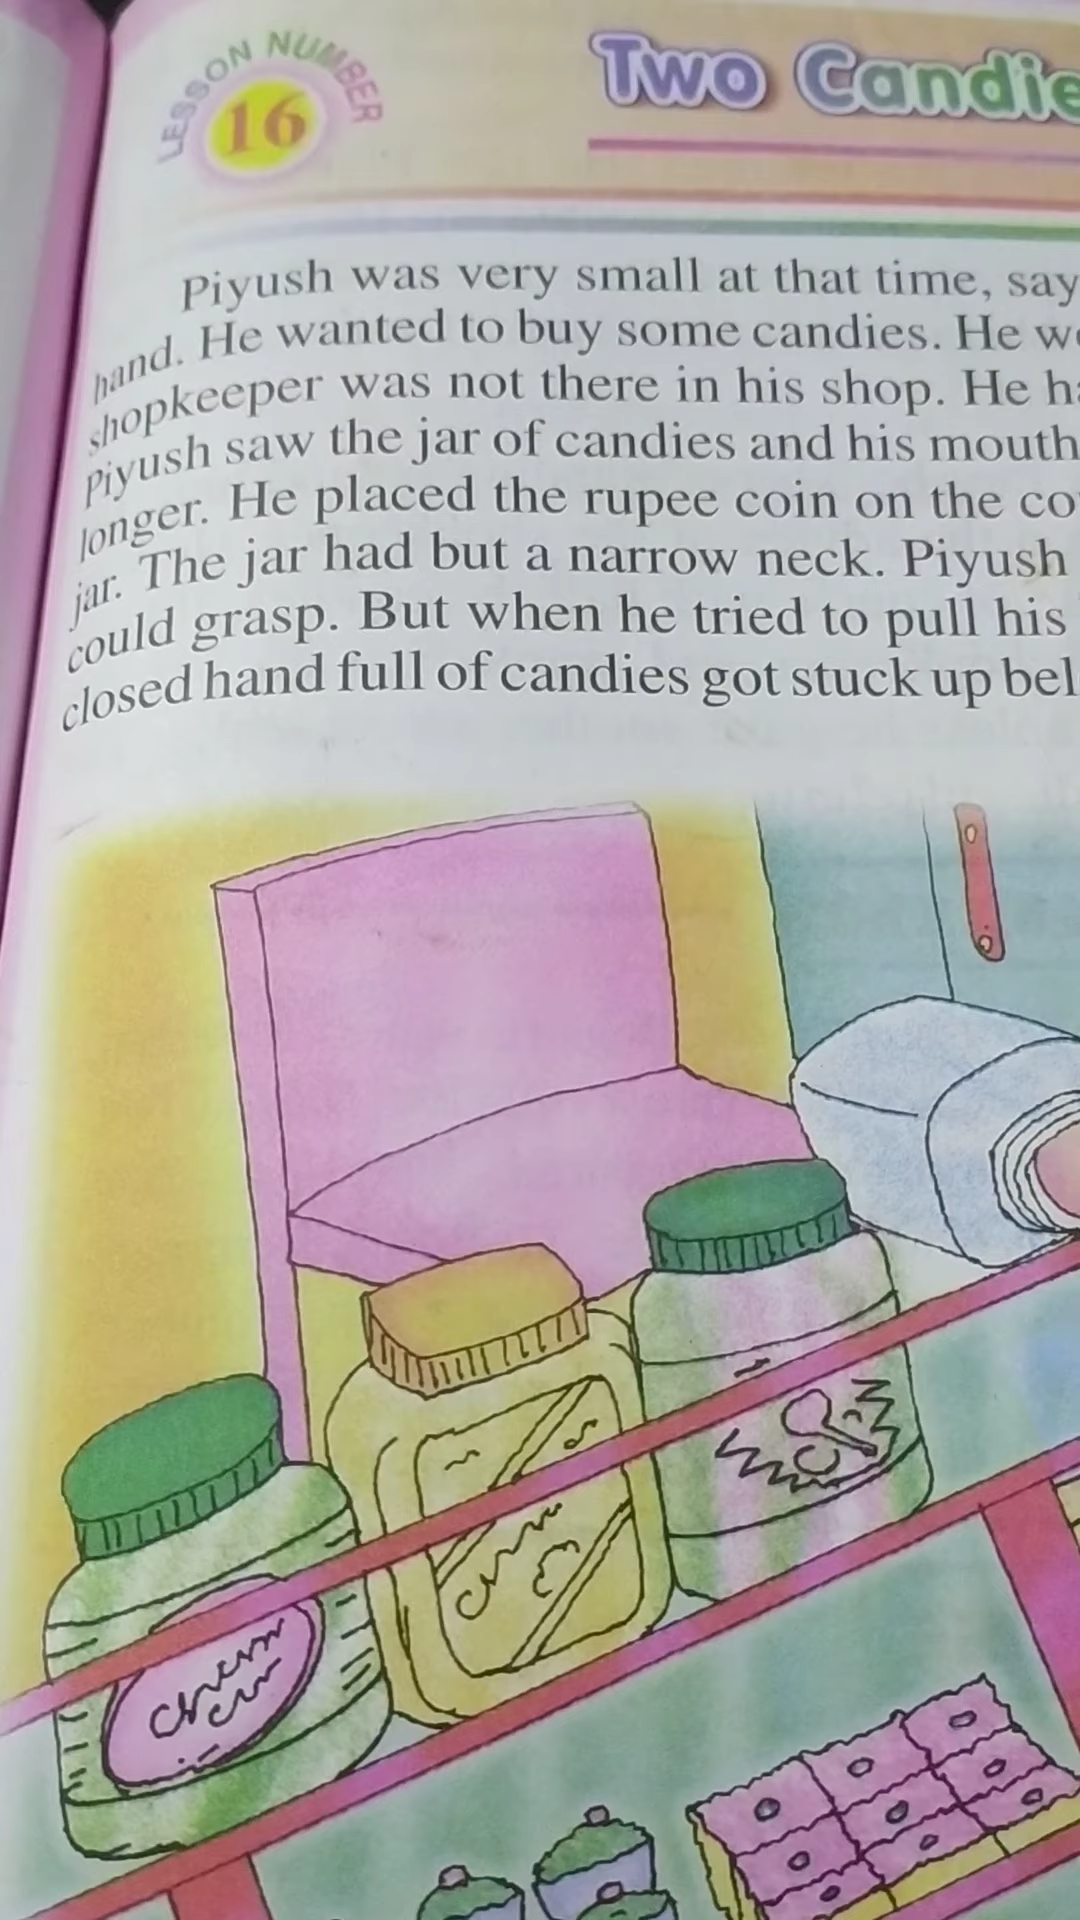 LESSON NUMBER
16
Two Candie
Piyush was very small at that time, say
hand. He wanted to buy some candies. He w
shopkeeper was not there in his shop. He ha
Piyush saw the jar of candies and his mouth
longer. He placed the rupee coin on the co
jar. The jar had but a narrow neck. Piyush
could grasp. But when he tried to pull his
closed hand full of candies got stuck up bel